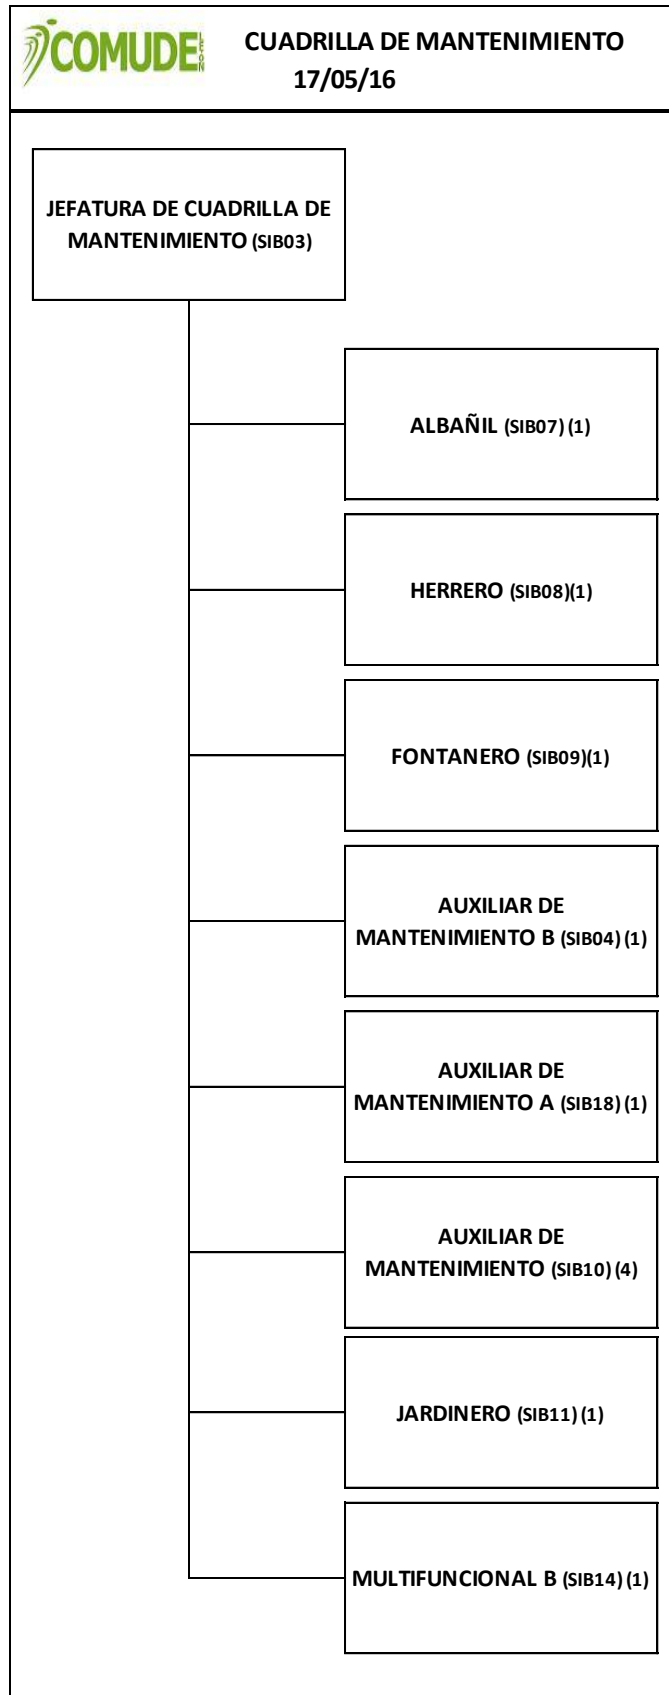 COMUDE LEÓN
CUADRILLA DE MANTENIMIENTO
17/05/16
JEFATURA DE CUADRILLA DE
MANTENIMIENTO (SIB03)
ALBAÑIL (SIB07) (1)
HERRERO (SIB08)(1)
FONTANERO (SIB09)(1)
AUXILIAR DE
MANTENIMIENTO B (SIB04) (1)
AUXILIAR DE
MANTENIMIENTO A (SIB18) (1)
AUXILIAR DE
MANTENIMIENTO (SIB10) (4)
JARDINERO (SIB11) (1)
MULTIFUNCIONAL B (SIB14) (1)